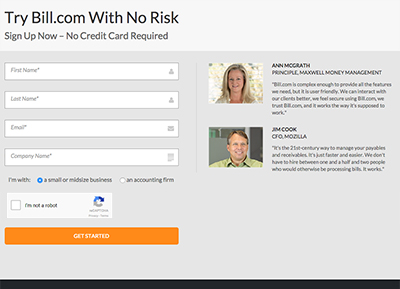 Try Bill.com With No Risk
Sign Up Now – No Credit Card Required
First Name*
Last Name*
Email*
Company Name*
I'm with: a small or midsize business an accounting firm
I'm not a robot
reCAPTCHA
Privacy - Terms
GET STARTED
ANN MCGRATH
PRINCIPLE, MAXWELL MONEY MANAGEMENT
"Bill.com is complex enough to provide all the features
we need, but it is user friendly. We can interact with
our clients better, we feel secure using Bill.com, we
trust Bill.com, and it works the way it's supposed to
work."
JIM COOK
CFO, MOZILLA
"It's the 21st-century way to manage your payables
and receivables. It's just faster and easier. We don't
have to hire between one and a half and two people
who would otherwise be processing bills. It works."